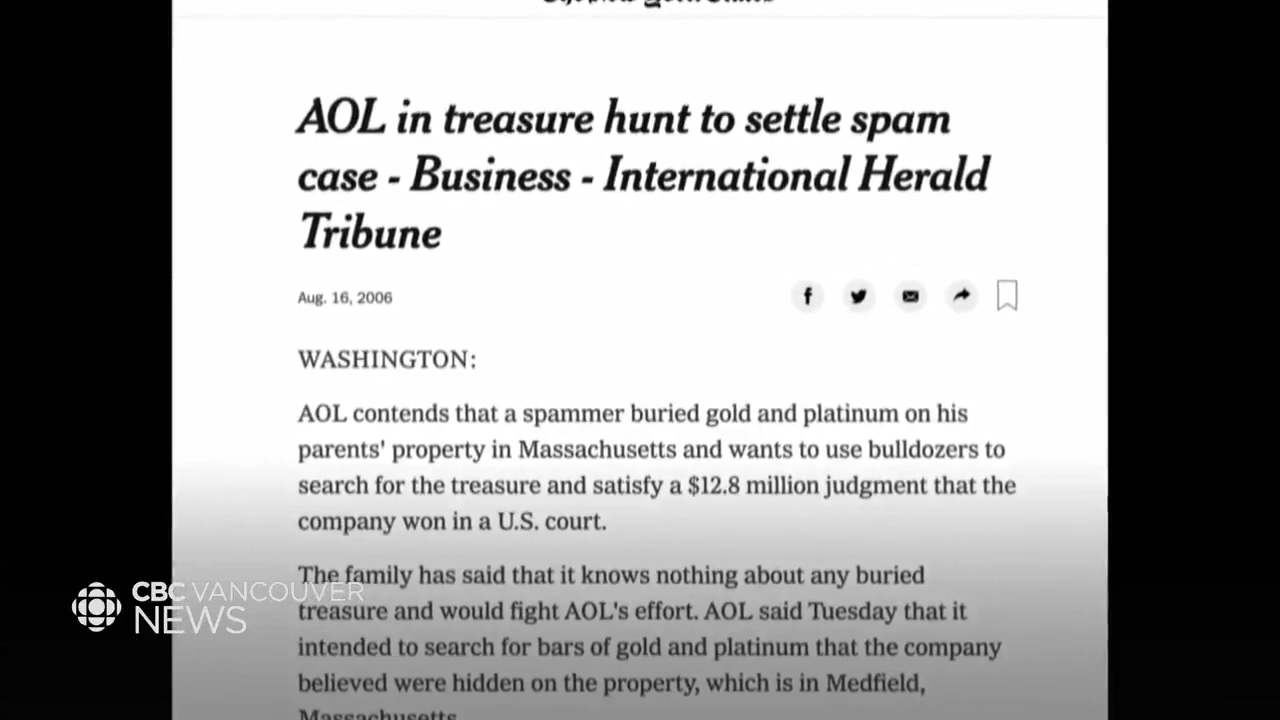 AOL in treasure hunt to settle spam
case - Business - International Herald
Tribune
Aug. 16, 2006
WASHINGTON:
AOL contends that a spammer buried gold and platinum on his
parents' property in Massachusetts and wants to use bulldozers to
search for the treasure and satisfy a $12.8 million judgment that the
company won in a U.S. court.
The family has said that it knows nothing about any buried
treasure and would fight AOL's effort. AOL said Tuesday that it
intended to search for bars of gold and platinum that the company
believed were hidden on the property, which is in Medfield,
Massachusetts.
CBC VANCOUVER
NEWS